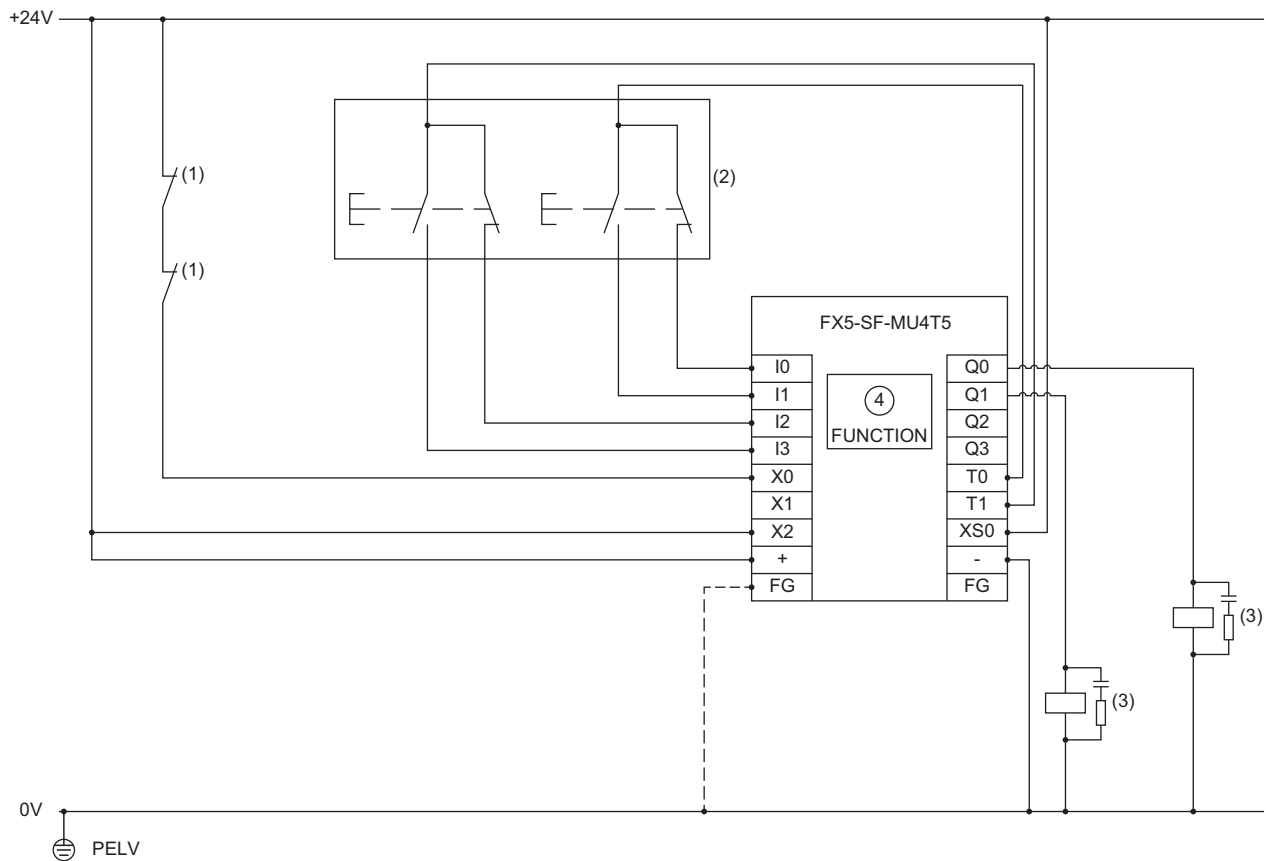 +24V
(1)
(2)
(1)
FX5-SF-MU4T5
I0
I1
I2
I3
X0
X1
X2
+
FG
4
FUNCTION
Q0
Q1
Q2
Q3
T0
T1
XS0
-
FG
(3)
(3)
0V
PELV